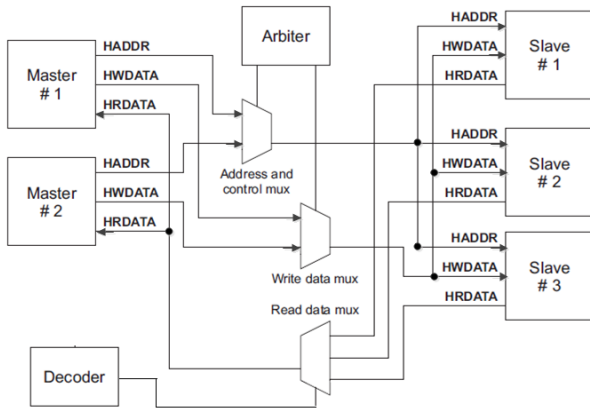 HADDR
Arbiter
HADDR
Slave
# 1
Master
# 1
HWDATA
HWDATA
HRDATA
HRDATA
HADDR
HADDR
Master
# 2
HWDATA
Address and
control mux
HWDATA
Slave
# 2
HRDATA
HRDATA
HADDR
Write data mux
HWDATA
Slave
# 3
Read data mux
HRDATA
Decoder